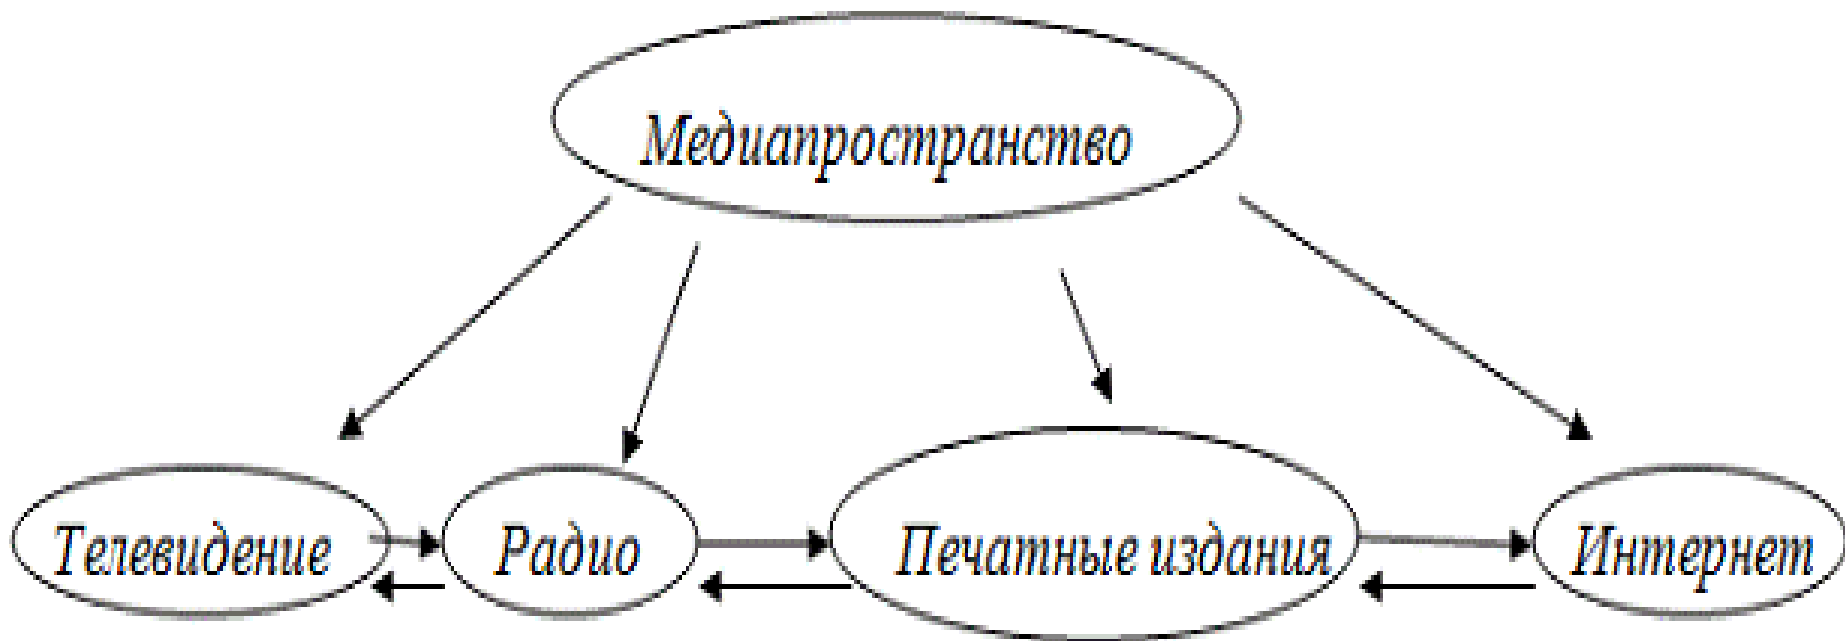 Медиапространство
Телевидение
Радио
Печатные издания
Интернет